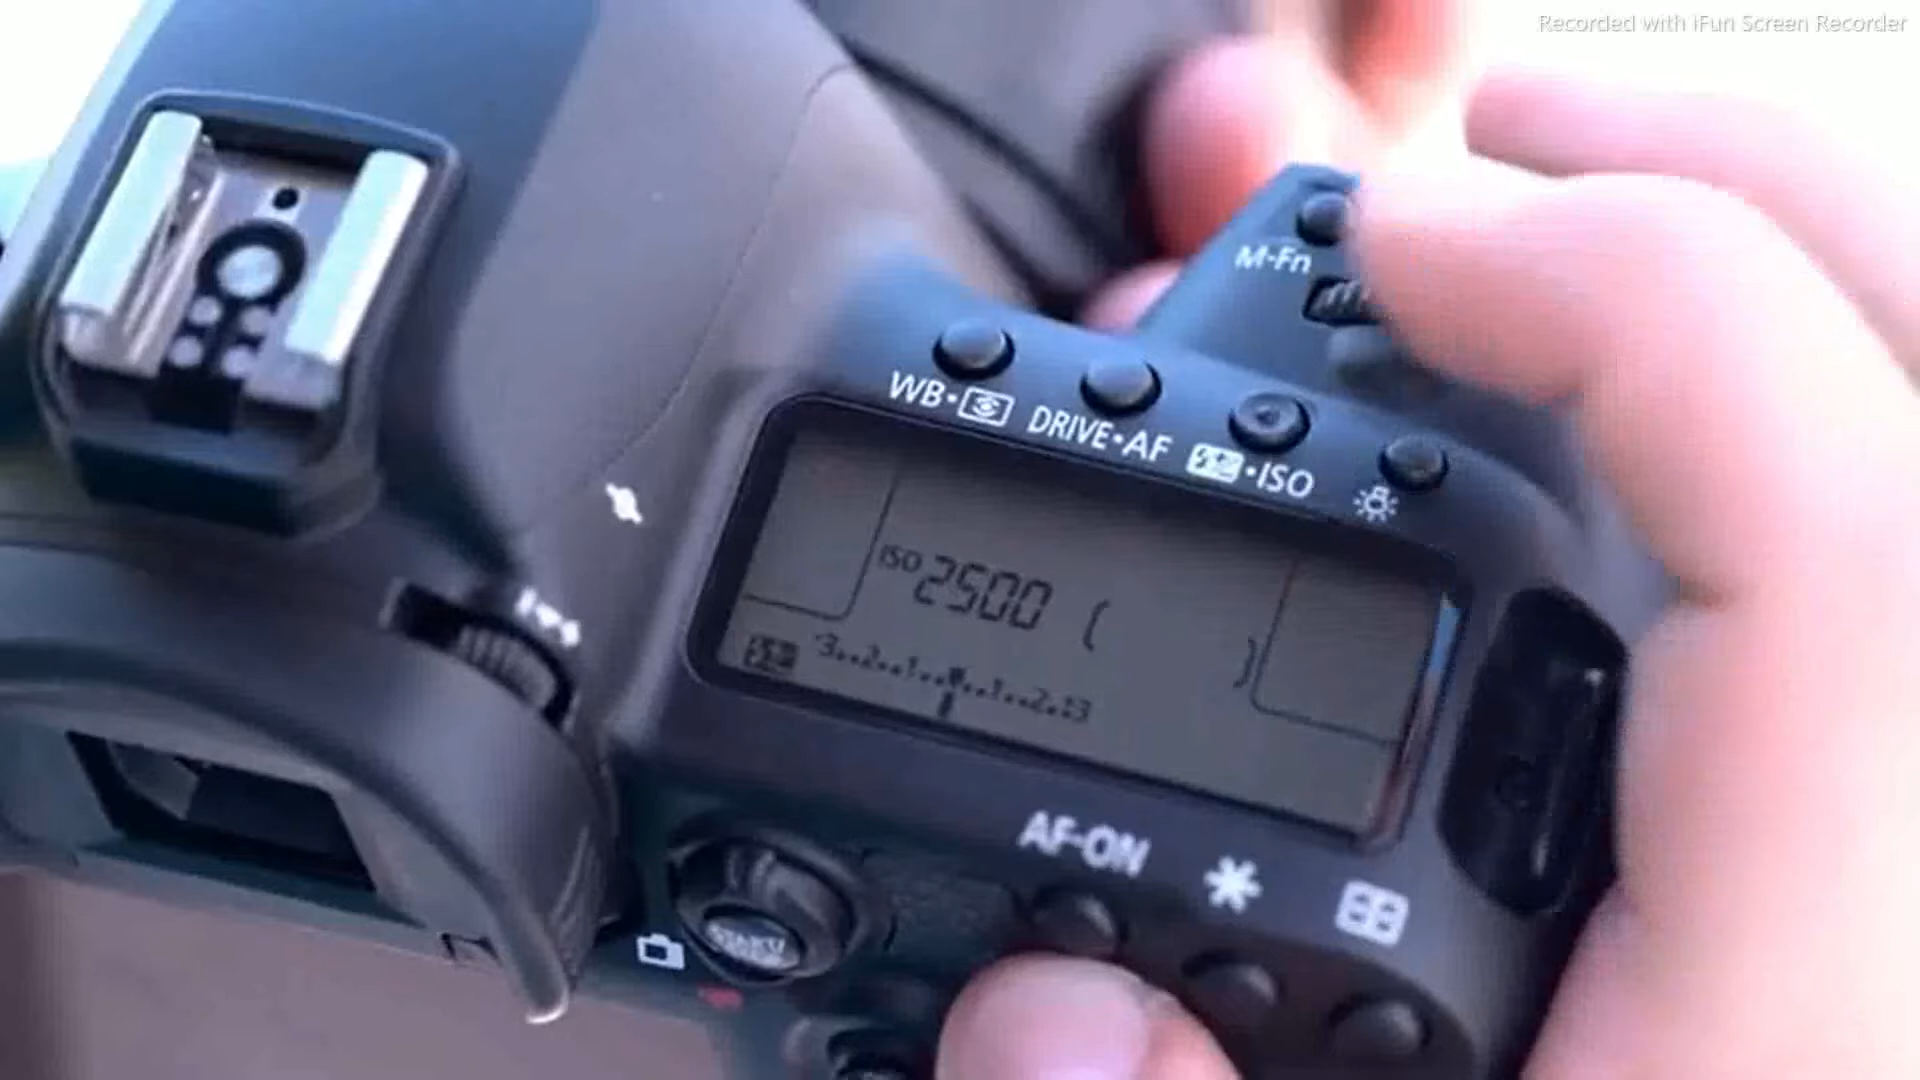 Recorded with iFun Screen Recorder
M-Fn
WB•
DRIVE•AF
•ISO
ISO 2500 (
)
3..2..1..▼..1..2..3
AF-ON